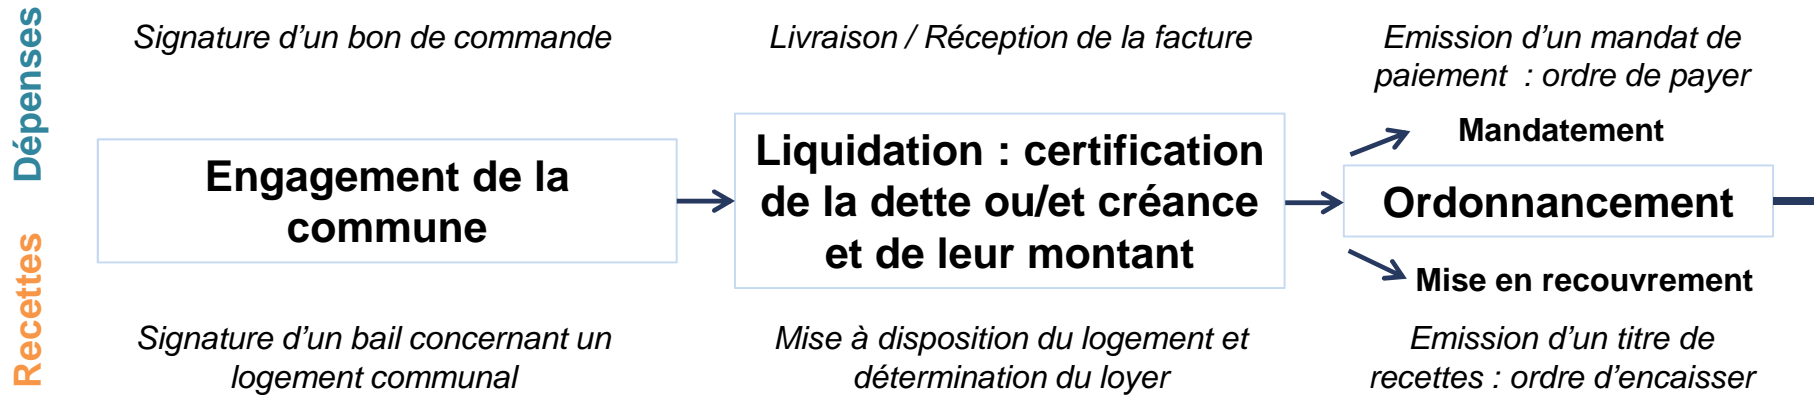 Dépenses
Signature d’un bon de commande
Livraison / Réception de la facture
Emission d’un mandat de
paiement  : ordre de payer
Mandatement
Engagement de la
commune
Liquidation : certification
de la dette ou/et créance
et de leur montant
Ordonnancement
Mise en recouvrement
Recettes
Signature d’un bail concernant un
logement communal
Mise à disposition du logement et
détermination du loyer
Emission d’un titre de
recettes : ordre d’encaisser